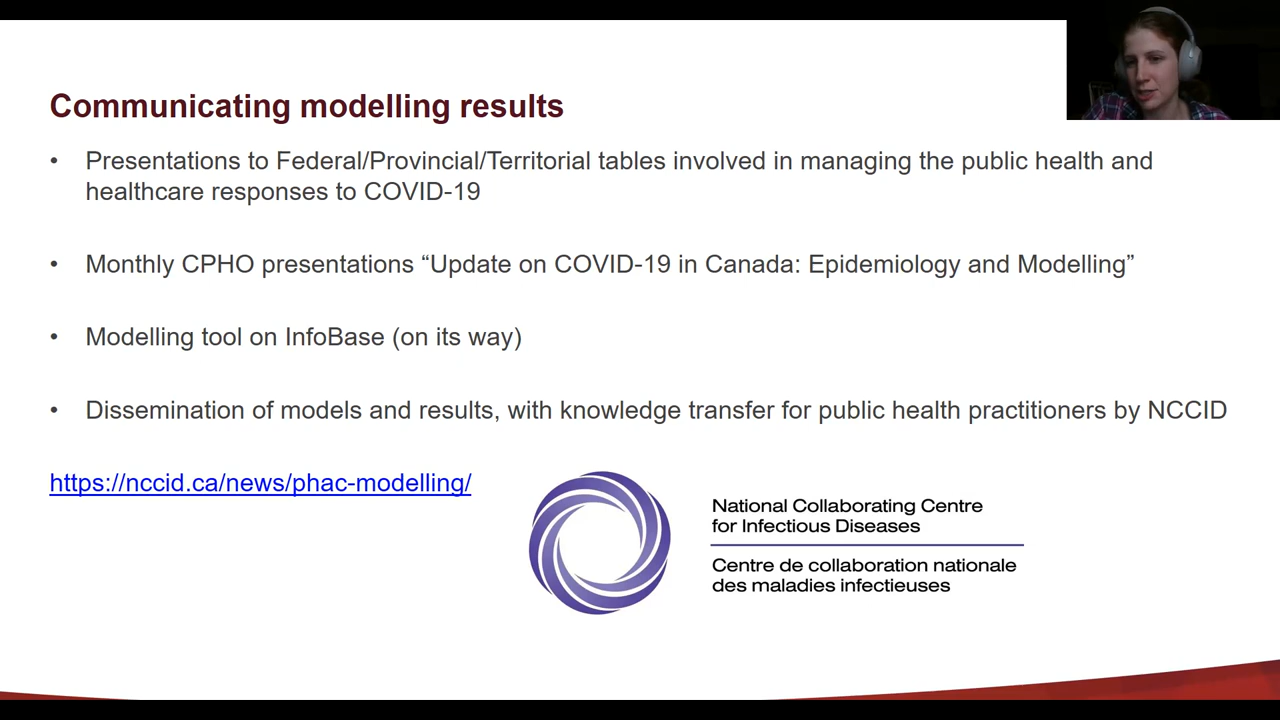 Communicating modelling results
• Presentations to Federal/Provincial/Territorial tables involved in managing the public health and
healthcare responses to COVID-19
• Monthly CPHO presentations “Update on COVID-19 in Canada: Epidemiology and Modelling”
• Modelling tool on InfoBase (on its way)
• Dissemination of models and results, with knowledge transfer for public health practitioners by NCCID
https://nccid.ca/news/phac-modelling/
National Collaborating Centre
for Infectious Diseases
Centre de collaboration nationale
des maladies infectieuses